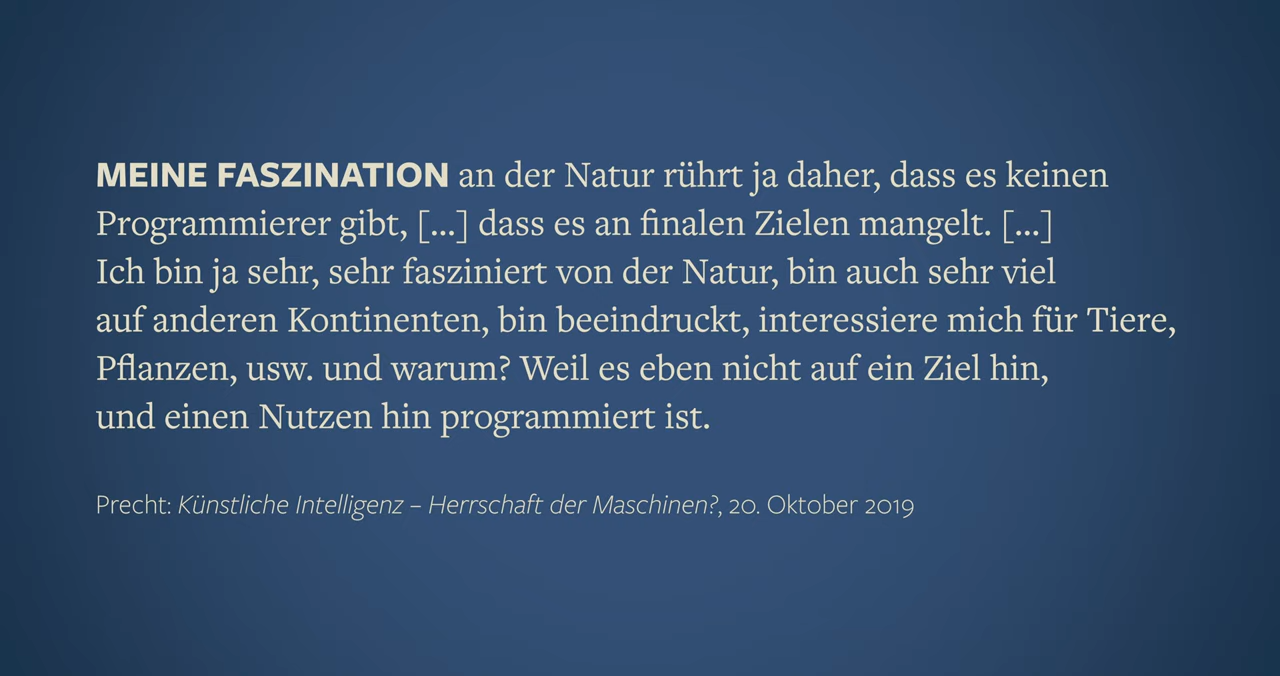 MEINE FASZINATION an der Natur rührt ja daher, dass es keinen
Programmierer gibt, [...] dass es an finalen Zielen mangelt. [...]
Ich bin ja sehr, sehr fasziniert von der Natur, bin auch sehr viel
auf anderen Kontinenten, bin beeindruckt, interessiere mich für Tiere,
Pflanzen, usw. und warum? Weil es eben nicht auf ein Ziel hin,
und einen Nutzen hin programmiert ist.
Precht: Künstliche Intelligenz – Herrschaft der Maschinen?, 20. Oktober 2019